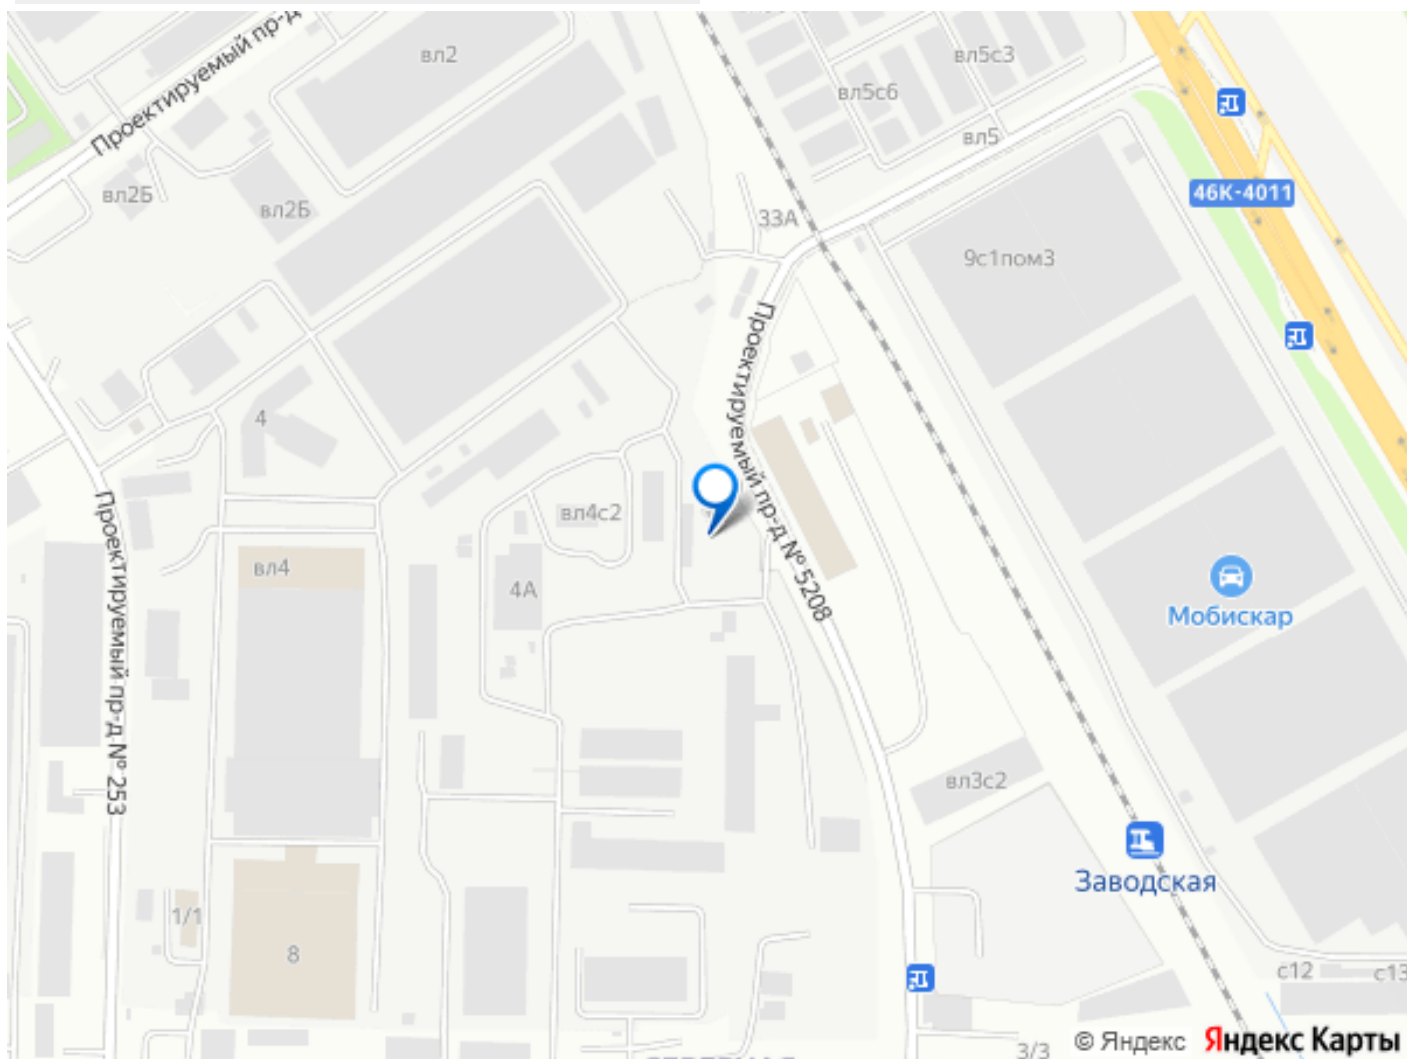 Проектируемый пр-д
вл2
вл5с3
вл5с6
вл5
46К-4011
вл2Б
вл2Б
33А
9с1пом3
Проектируемый пр-д № 5208
4
Проектируемый пр-д № 253
вл4с2
вл4
4А
Мобискар
вл3с2
Заводская
1/1
8
с12
с13
3/3
© Яндекс Яндекс Карты